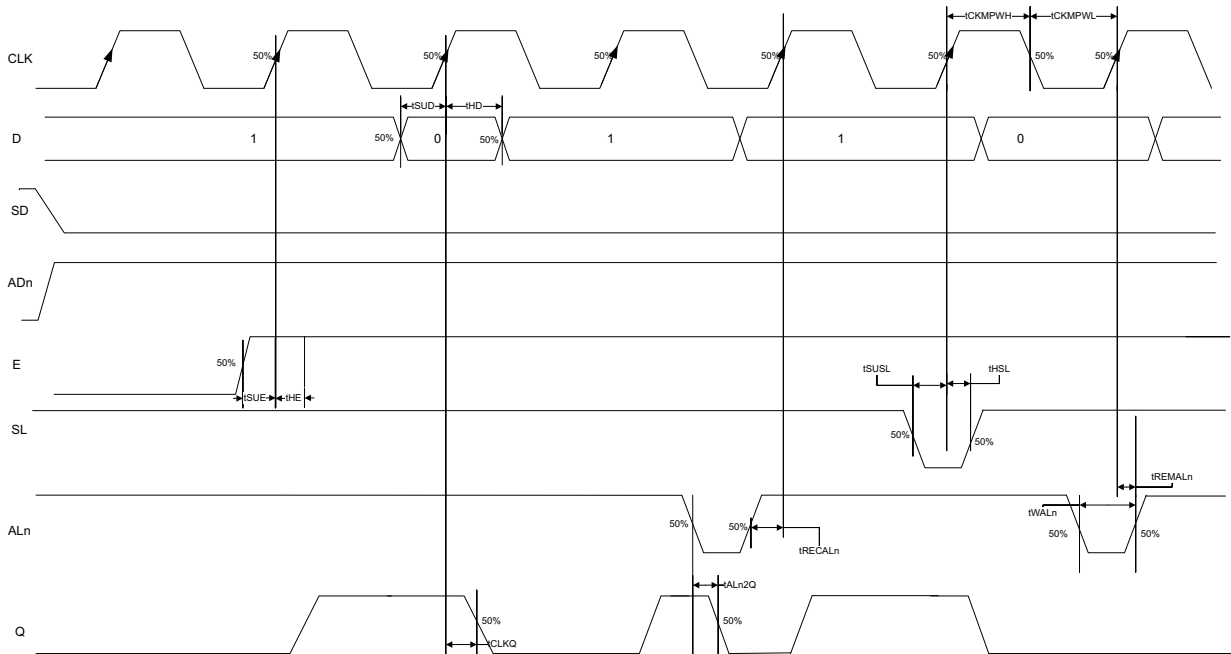 tCKMPWH tCKMPWL
CLK 50% 50% 50% 50% 50% 50% 50%
tSUD tHD
D 1 50% 0 50% 1 1 0
SD
ADn
E 50%
tSUE tHE
tSUSL tHSL
SL 50% 50%
tREMALn
tWALn
ALn 50% 50% 50% 50%
tRECALn
tALn2Q
Q 50% 50%
tCLKQ